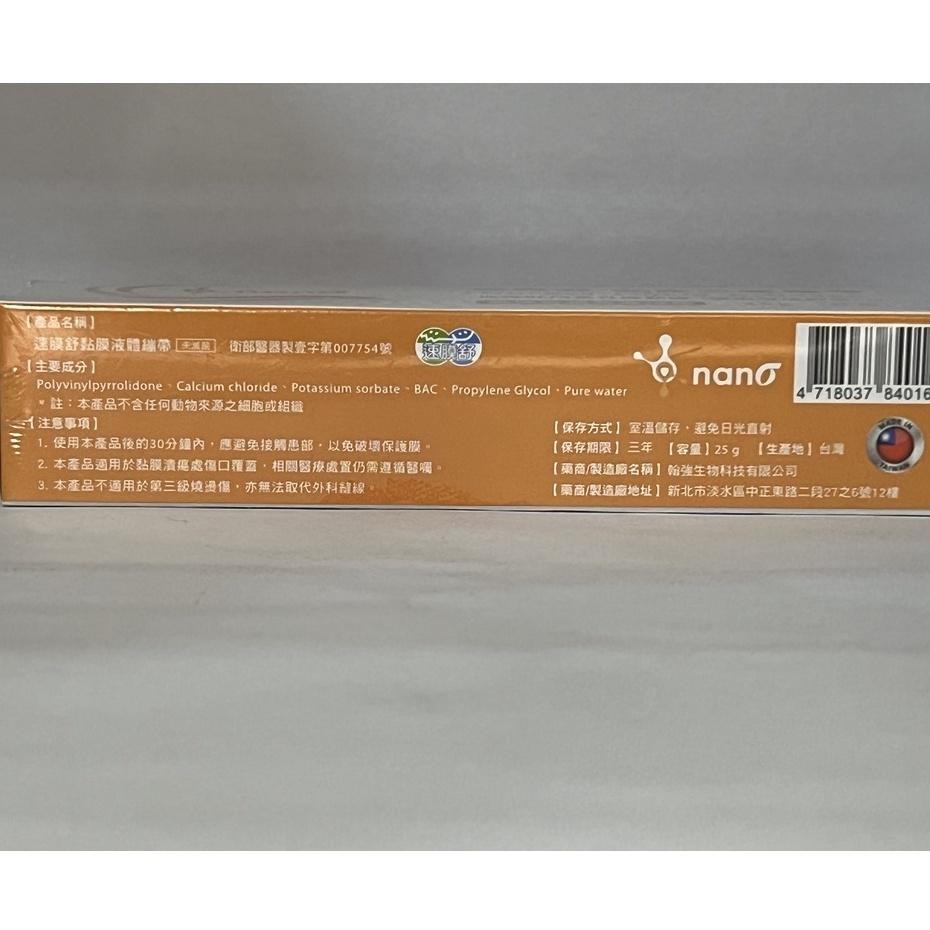 【產品名稱】
速膜舒黏膜液體繃帶 未滅菌 衛部醫器製壹字第007754號
【主要成分】
Polyvinylpyrrolidone、Calcium chloride、Potassium sorbate、BAC、Propylene Glycol、Pure water
* 註：本產品不含任何動物來源之細胞或組織
【注意事項】
1. 使用本產品後的30分鐘內，應避免接觸患部，以免破壞保護膜。
2. 本產品適用於黏膜潰瘍處傷口覆蓋，相關醫療處置仍需遵循醫囑。
3. 本產品不適用於第三級燒燙傷，亦無法取代外科縫線。
速膜舒
nano
4 718037 84016
【保存方式】室溫儲存，避免日光直射
【保存期限】三年 【容量】25 g 【生產地】台灣
【藥商/製造廠名稱】翰強生物科技有限公司
【藥商/製造廠地址】新北市淡水區中正東路二段27之6號12樓
MADE IN
TAIWAN